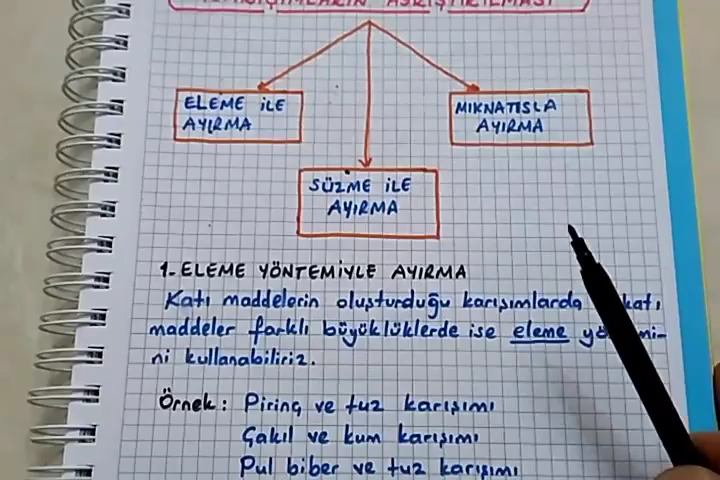 ELEME İLE
AYIRMA
MIKNATISLA
AYIRMA
SÜZME İLE
AYIRMA
1- ELEME YÖNTEMİYLE AYIRMA
Katı maddelerin oluşturduğu karışımlarda katı
maddeler farklı büyüklüklerde ise eleme
ni kullanabiliriz.
Örnek: Pirinç ve tuz karışımı
Çakıl ve kum karışımı
Pul biber ve tuz karışımı